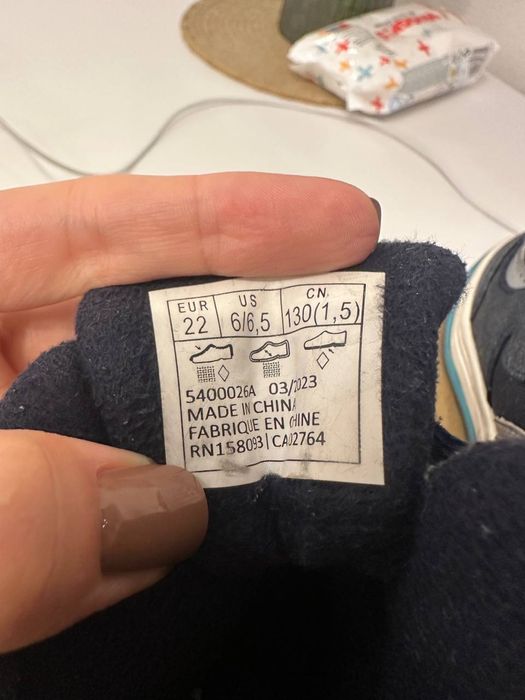 EUR US CN
22 6/6,5 130(1,5)
5400026A 03/2023
MADE IN CHINA
FABRIQUE EN CHINE
RN158093 | CA02764